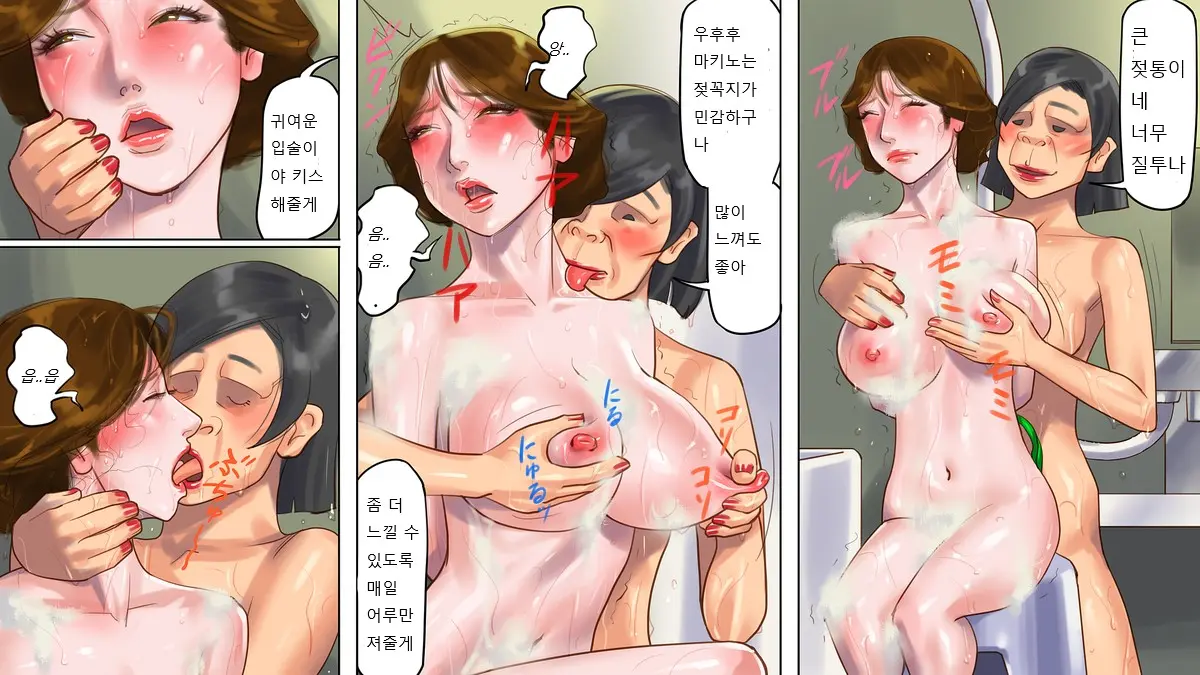 귀여운
입술이
야 키스
해줄게
읍..읍
ビクン
앙..
우후후
마키노는
젖꼭지가
민감하구
나
많이
느껴도
좋아
음..
음..
ハァ
ハァ
にゅるッ
にる
コリ
コリ
좀 더
느낄 수
있도록
매일
어루만
져줄게
ブル
ブル
큰
젖통이
네
너무
질투나
モミ
モミ